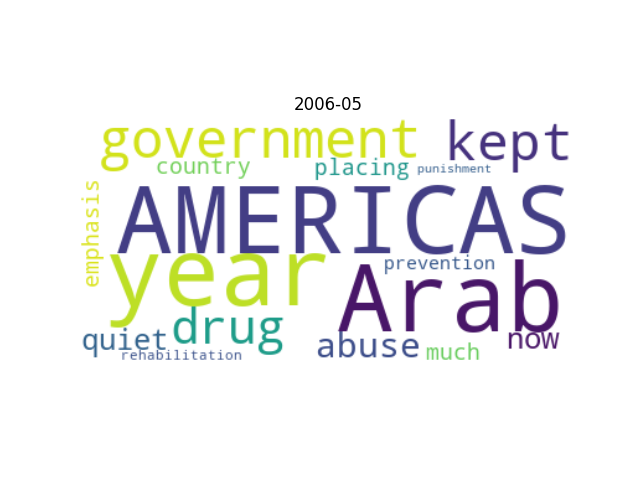 2006-05
government kept
country placing punishment
emphasis
AMERICAS
year prevention
Arab
quiet drug abuse much now
rehabilitation